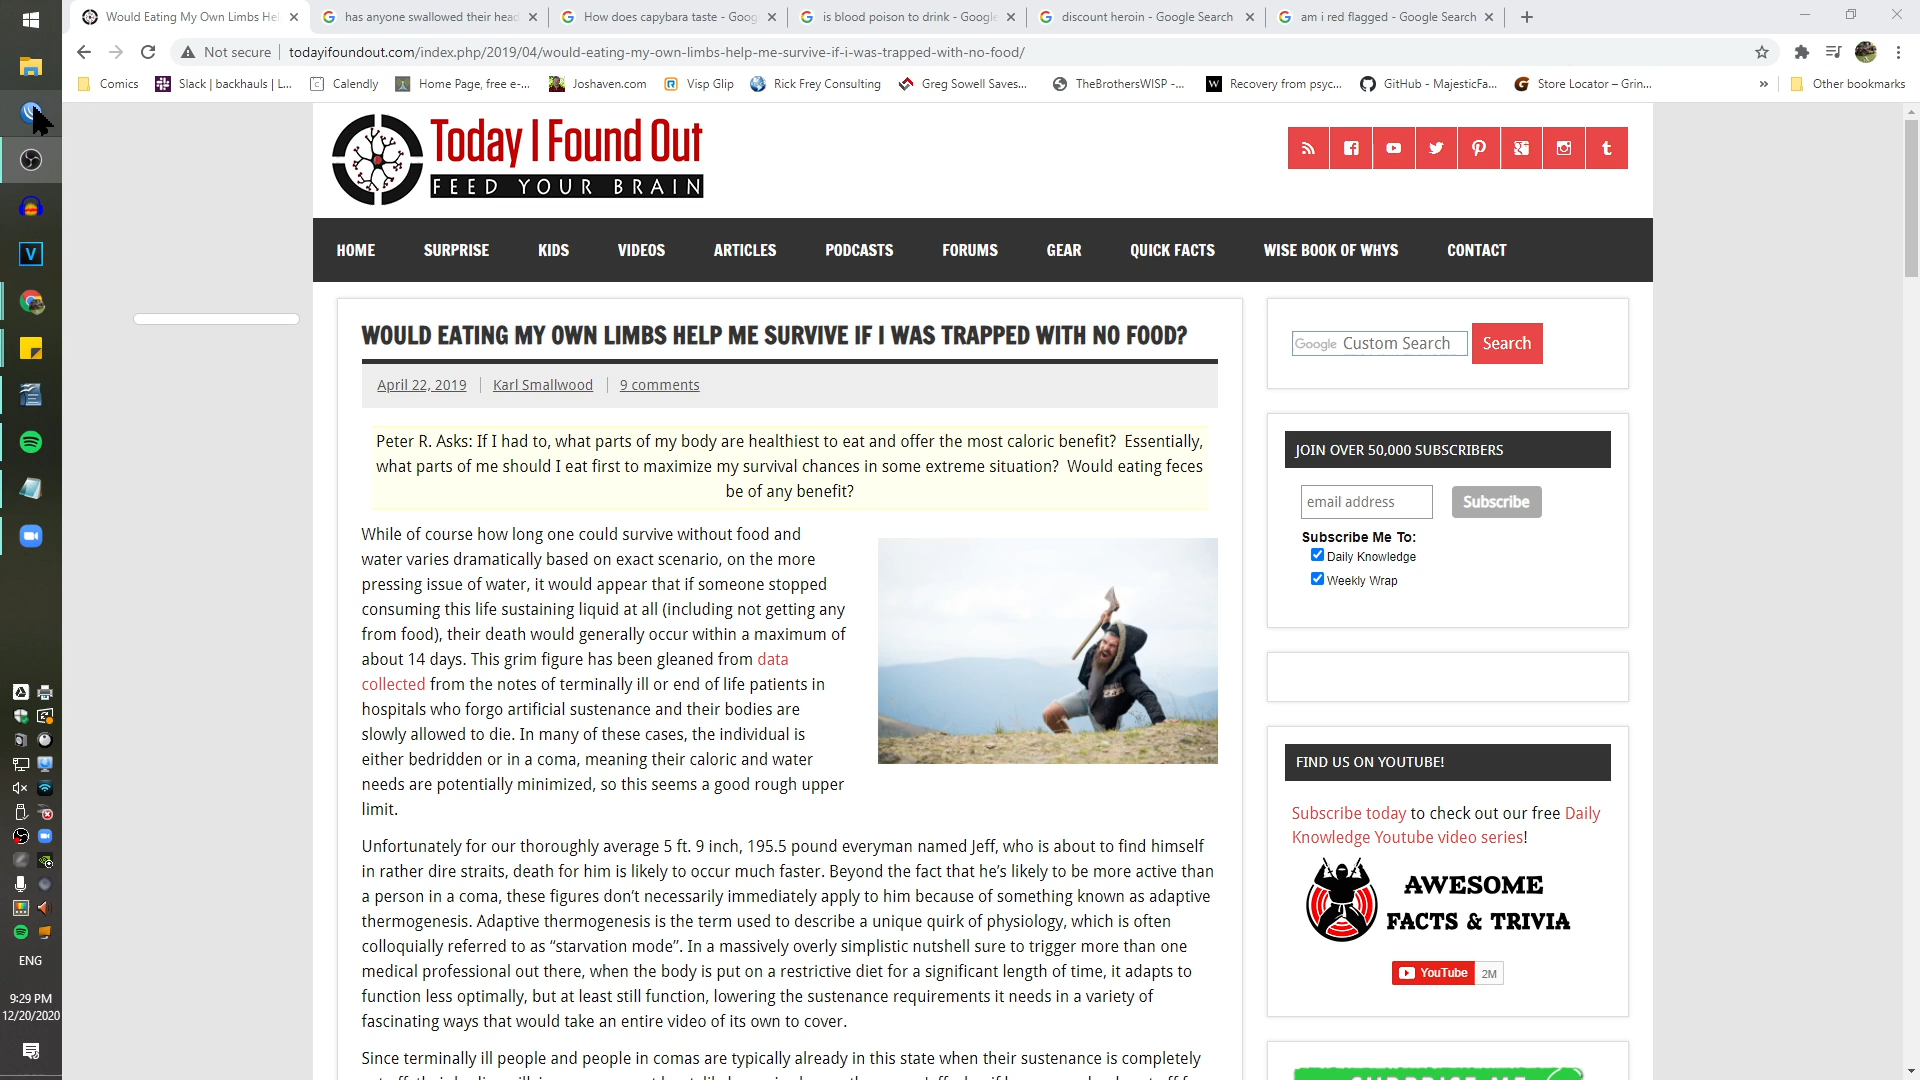 Would Eating My Own Limbs Hel
has anyone swallowed their head
How does capybara taste - Goog
is blood poison to drink - Google
discount heroin - Google Search
am i red flagged - Google Search
Not secure
todayifoundout.com/index.php/2019/04/would-eating-my-own-limbs-help-me-survive-if-i-was-trapped-with-no-food/
Comics
Slack | backhauls | L...
Calendly
Home Page, free e-...
Joshaven.com
Visp Glip
Rick Frey Consulting
Greg Sowell Saves...
TheBrothersWISP -...
Recovery from psyc...
GitHub - MajesticFa...
Store Locator – Grin...
»
Other bookmarks
Today I Found Out
FEED YOUR BRAIN
HOME SURPRISE KIDS VIDEOS ARTICLES PODCASTS FORUMS GEAR QUICK FACTS WISE BOOK OF WHYS CONTACT
WOULD EATING MY OWN LIMBS HELP ME SURVIVE IF I WAS TRAPPED WITH NO FOOD?
April 22, 2019 | Karl Smallwood | 9 comments
Peter R. Asks: If I had to, what parts of my body are healthiest to eat and offer the most caloric benefit? Essentially,
what parts of me should I eat first to maximize my survival chances in some extreme situation? Would eating feces
be of any benefit?
While of course how long one could survive without food and
water varies dramatically based on exact scenario, on the more
pressing issue of water, it would appear that if someone stopped
consuming this life sustaining liquid at all (including not getting any
from food), their death would generally occur within a maximum of
about 14 days. This grim figure has been gleaned from data
collected from the notes of terminally ill or end of life patients in
hospitals who forgo artificial sustenance and their bodies are
slowly allowed to die. In many of these cases, the individual is
either bedridden or in a coma, meaning their caloric and water
needs are potentially minimized, so this seems a good rough upper
limit.
Unfortunately for our thoroughly average 5 ft. 9 inch, 195.5 pound everyman named Jeff, who is about to find himself
in rather dire straits, death for him is likely to occur much faster. Beyond the fact that he's likely to be more active than
a person in a coma, these figures don't necessarily immediately apply to him because of something known as adaptive
thermogenesis. Adaptive thermogenesis is the term used to describe a unique quirk of physiology, which is often
colloquially referred to as “starvation mode”. In a massively overly simplistic nutshell sure to trigger more than one
medical professional out there, when the body is put on a restrictive diet for a significant length of time, it adapts to
function less optimally, but at least still function, lowering the sustenance requirements it needs in a variety of
fascinating ways that would take an entire video of its own to cover.
Since terminally ill people and people in comas are typically already in this state when their sustenance is completely
Google Custom Search
Search
JOIN OVER 50,000 SUBSCRIBERS
email address
Subscribe
Subscribe Me To:
Daily Knowledge
Weekly Wrap
FIND US ON YOUTUBE!
Subscribe today to check out our free Daily
Knowledge Youtube video series!
AWESOME
FACTS & TRIVIA
YouTube 2M
ENG
9:29 PM
12/20/2020